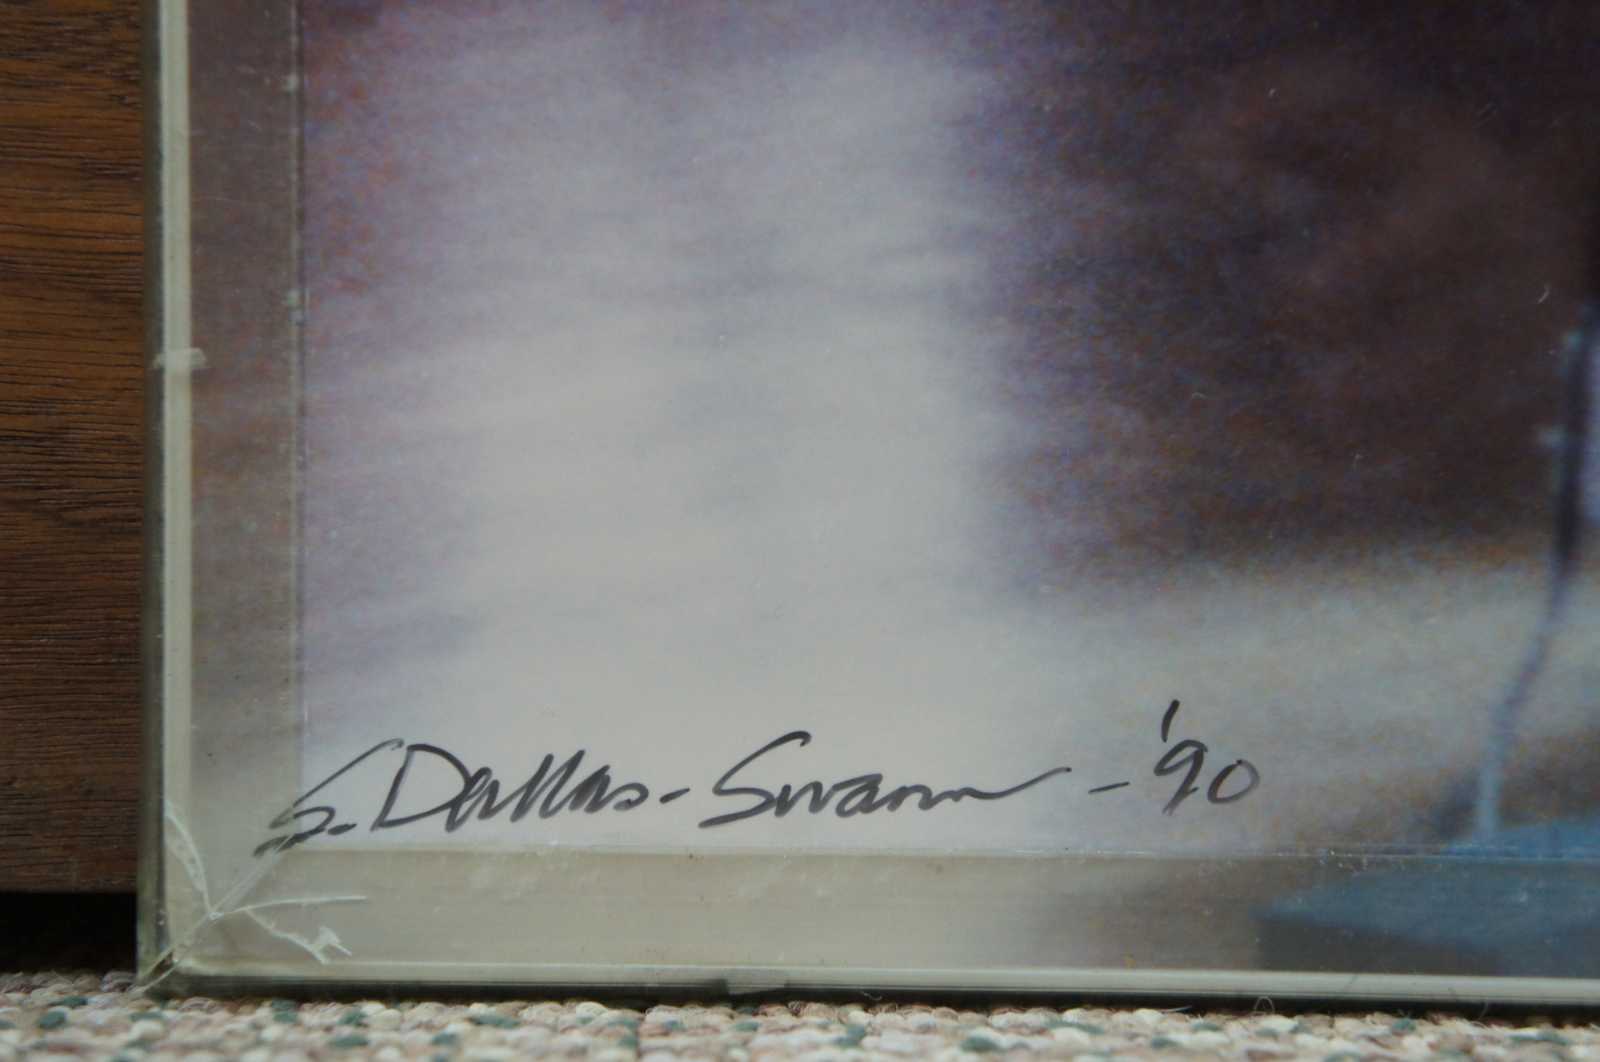 S. Dallas-Swann - '90